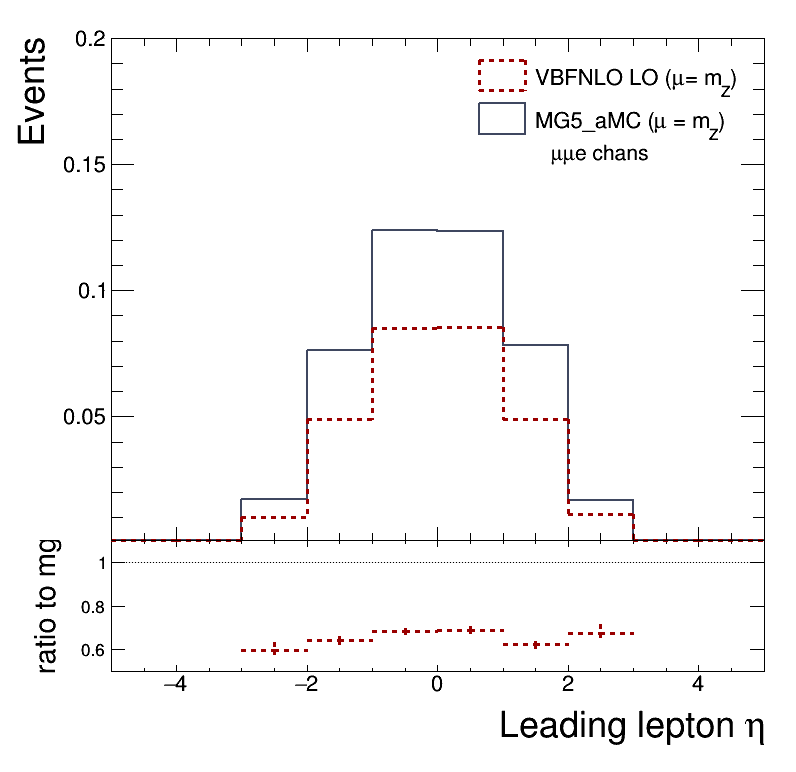 Events
0.2
0.15
0.1
0.05
VBFNLO LO (μ= m_Z)
MG5_aMC (μ = m_Z)
μμe chans
ratio to mg
1
0.8
0.6
−4 −2 0 2 4
Leading lepton η